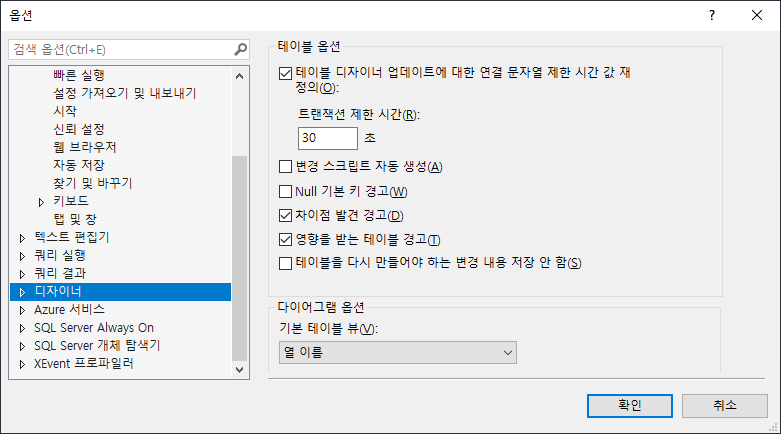 옵션
?
검색 옵션(Ctrl+E)
빠른 실행
설정 가져오기 및 내보내기
시작
신뢰 설정
웹 브라우저
자동 저장
찾기 및 바꾸기
키보드
탭 및 창
텍스트 편집기
쿼리 실행
쿼리 결과
디자이너
Azure 서비스
SQL Server Always On
SQL Server 개체 탐색기
XEvent 프로파일러
테이블 옵션
테이블 디자이너 업데이트에 대한 연결 문자열 제한 시간 값 재
정의(O):
트랜잭션 제한 시간(R):
30 초
변경 스크립트 자동 생성(A)
Null 기본 키 경고(W)
차이점 발견 경고(D)
영향을 받는 테이블 경고(T)
테이블을 다시 만들어야 하는 변경 내용 저장 안 함(S)
다이어그램 옵션
기본 테이블 뷰(V):
열 이름
확인
취소